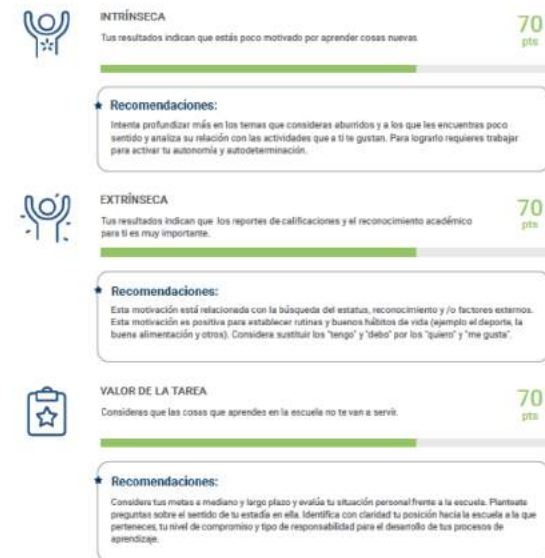 INTRÍNSECA
70
Tus resultados indican que estás poco motivado por aprender cosas nuevas
pts
Recomendaciones:
Intenta profundizar más en los temas que consideras aburridos y a los que les encuentras poco
sentido y analiza su relación con las actividades que a ti te gustan. Para lograrlo requieres trabajar
para activar tu autonomía y autodeterminación.
EXTRÍNSECA
70
Tus resultados indican que los reportes de calificaciones y el reconocimiento académico
pts
para ti es muy importante.
Recomendaciones:
Esta motivación está relacionada con la búsqueda del estatus, reconocimiento y /o factores externos.
Esta motivación es positiva para establecer rutinas y buenos hábitos de vida (ejemplo el deporte, la
buena alimentación y otros). Considera sustituir los "tengo" y "debo" por los "quiero" y "me gusta".
VALOR DE LA TAREA
70
Consideras que las cosas que aprendes en la escuela no te van a servir.
pts
Recomendaciones:
Considera tus metas a mediano y largo plazo y evalúa tu situación personal frente a la escuela. Planteate
preguntas sobre el sentido de tu estadía en ella. Identifica con claridad tu posición hacia la escuela a la que
perteneces, tu nivel de compromiso y tipo de responsabilidad para el desarrollo de tus procesos de
aprendizaje.